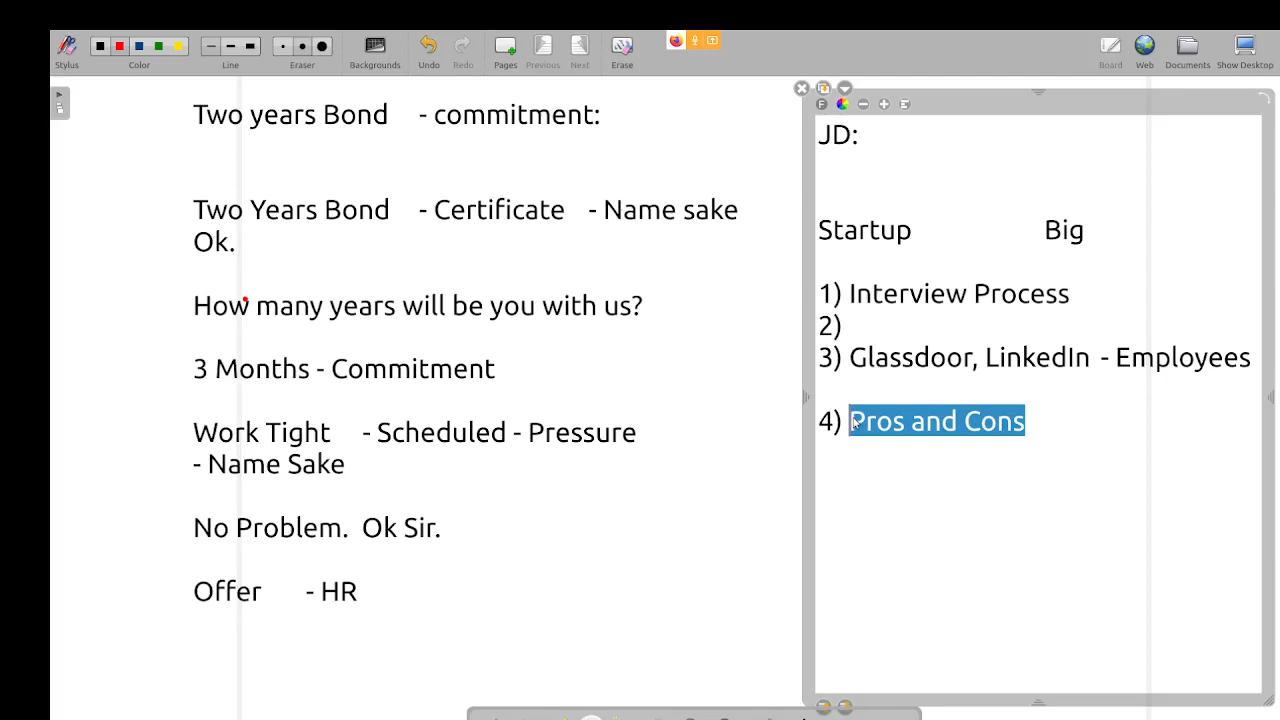 Stylus
Color
Line
Eraser
Backgrounds
Undo
Redo
Pages
Previous
Next
Erase
Board
Web
Documents
Show Desktop
Two years Bond - commitment:
Two Years Bond - Certificate - Name sake
Ok.
How many years will be you with us?
3 Months - Commitment
Work Tight - Scheduled - Pressure
- Name Sake
No Problem. Ok Sir.
Offer - HR
F
JD:
Startup Big
1) Interview Process
2)
3) Glassdoor, LinkedIn - Employees
4) Pros and Cons